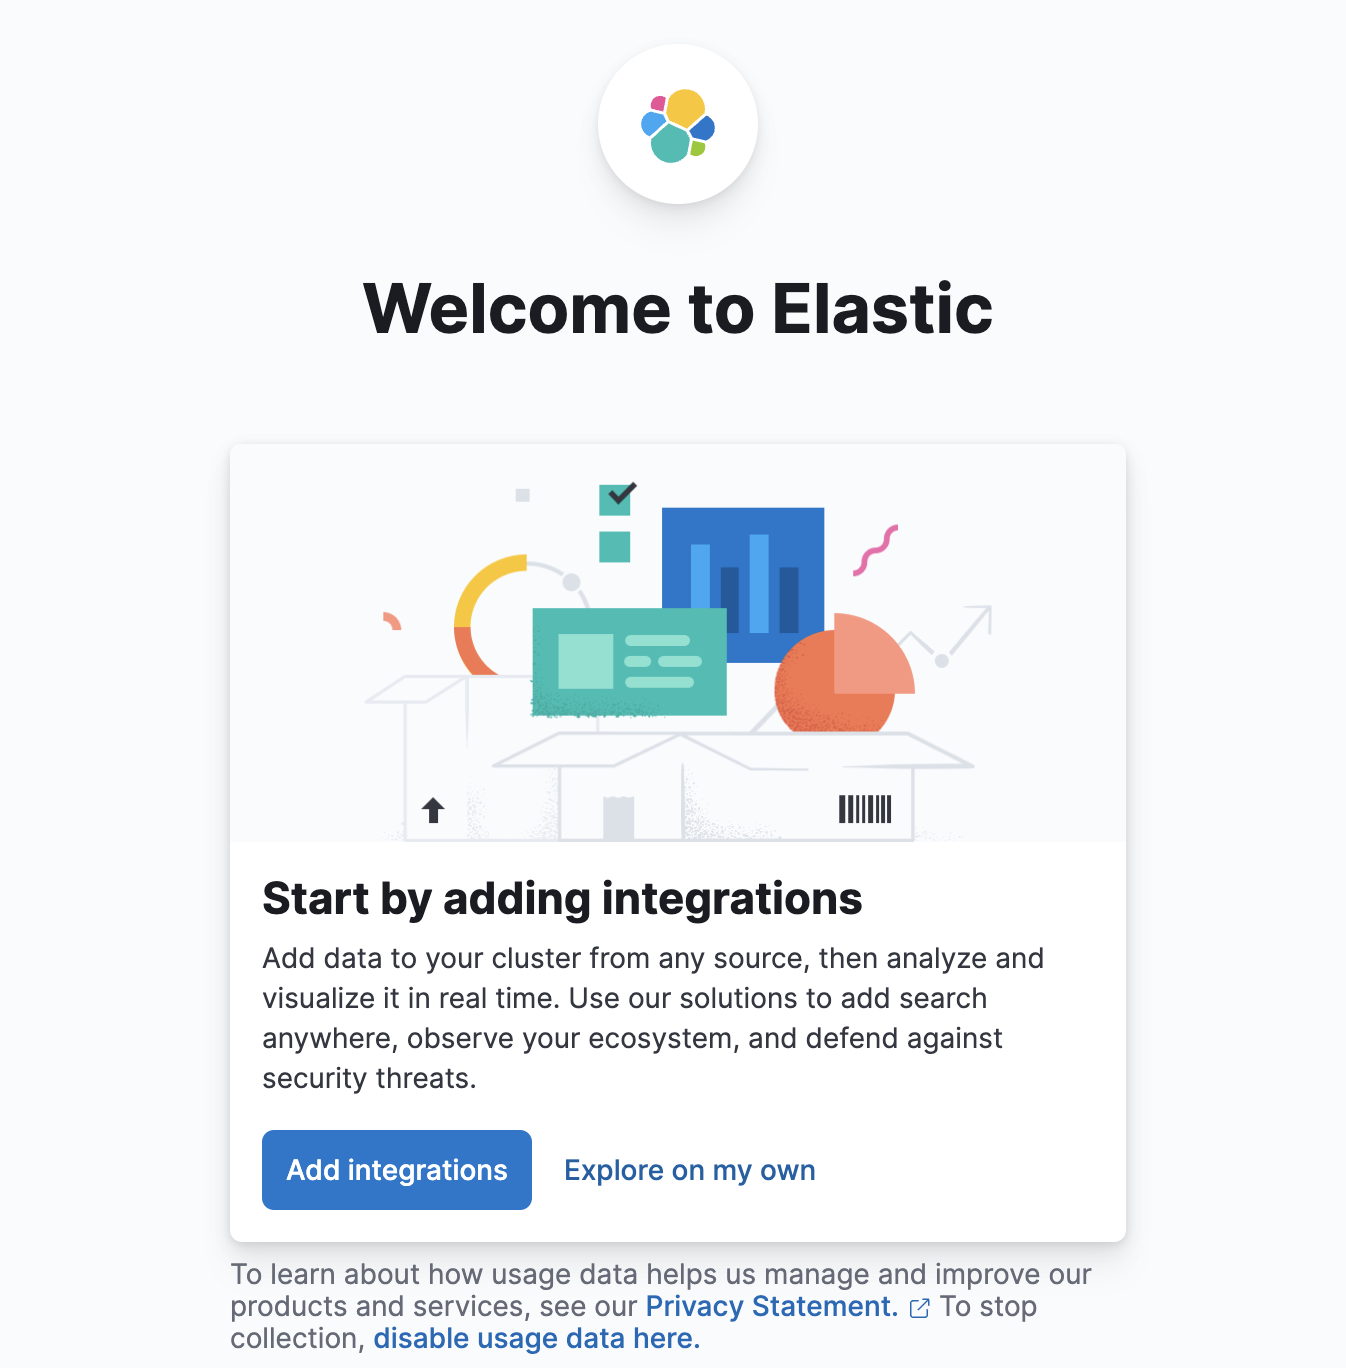 Welcome to Elastic
Start by adding integrations
Add data to your cluster from any source, then analyze and
visualize it in real time. Use our solutions to add search
anywhere, observe your ecosystem, and defend against
security threats.
Add integrations
Explore on my own
To learn about how usage data helps us manage and improve our
products and services, see our Privacy Statement. To stop
collection, disable usage data here.